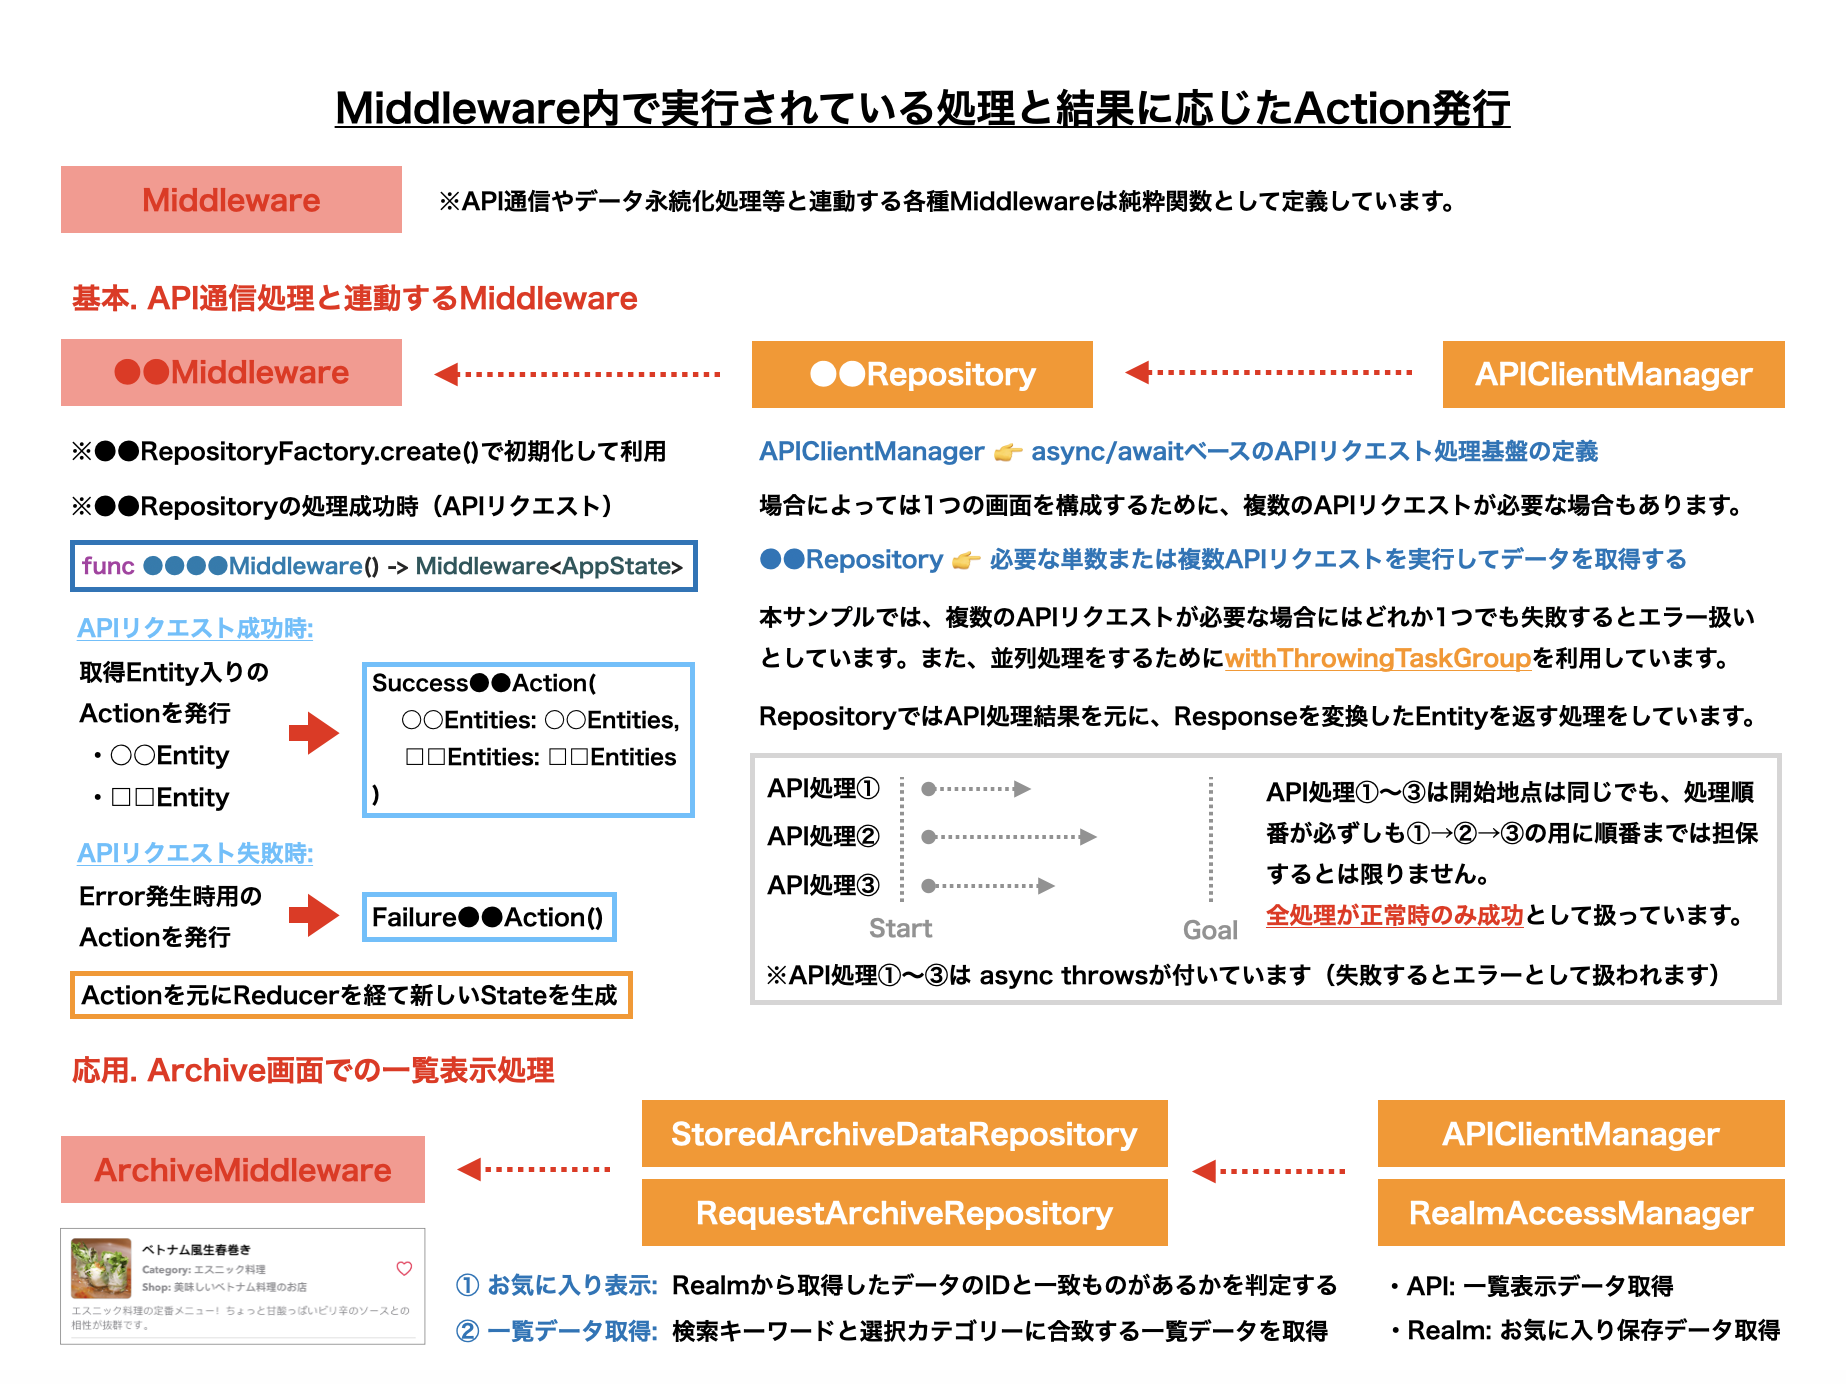 Middleware内で実行されている処理と結果に応じたAction発行
Middleware
※API通信やデータ永続化処理等と連動する各種Middlewareは純粋関数として定義しています。
基本. API通信処理と連動するMiddleware
●●Middleware
●●Repository
APIClientManager
※●●RepositoryFactory.create()で初期化して利用
※●●Repositoryの処理成功時（APIリクエスト）
func ●●●●Middleware() -> Middleware<AppState>
APIリクエスト成功時:
取得Entity入りの
Actionを発行
・○○Entity
・□□Entity
Success●●Action(
○○Entities: ○○Entities,
□□Entities: □□Entities
)
APIリクエスト失敗時:
Error発生時用の
Actionを発行
Failure●●Action()
Actionを元にReducerを経て新しいStateを生成
APIClientManager 👉 async/awaitベースのAPIリクエスト処理基盤の定義
場合によっては1つの画面を構成するために、複数のAPIリクエストが必要な場合もあります。
●●Repository 👉 必要な単数または複数APIリクエストを実行してデータを取得する
本サンプルでは、複数のAPIリクエストが必要な場合にはどれか1つでも失敗するとエラー扱い
としています。また、並列処理をするためにwithThrowingTaskGroupを利用しています。
RepositoryではAPI処理結果を元に、Responseを変換したEntityを返す処理をしています。
API処理①
API処理②
API処理③
Start
Goal
API処理①〜③は開始地点は同じでも、処理順
番が必ずしも①→②→③の用に順番までは担保
するとは限りません。
全処理が正常時のみ成功として扱っています。
※API処理①〜③は async throwsが付いています（失敗するとエラーとして扱われます）
応用. Archive画面での一覧表示処理
ArchiveMiddleware
StoredArchiveDataRepository
RequestArchiveRepository
APIClientManager
RealmAccessManager
ベトナム風生春巻き
Category: エスニック料理
Shop: 美味しいベトナム料理のお店
エスニック料理の定番メニュー！ちょっと甘酸っぱいピリ辛のソースとの
相性が抜群です。
① お気に入り表示: Realmから取得したデータのIDと一致ものがあるかを判定する
② 一覧データ取得: 検索キーワードと選択カテゴリーに合致する一覧データを取得
・API: 一覧表示データ取得
・Realm: お気に入り保存データ取得